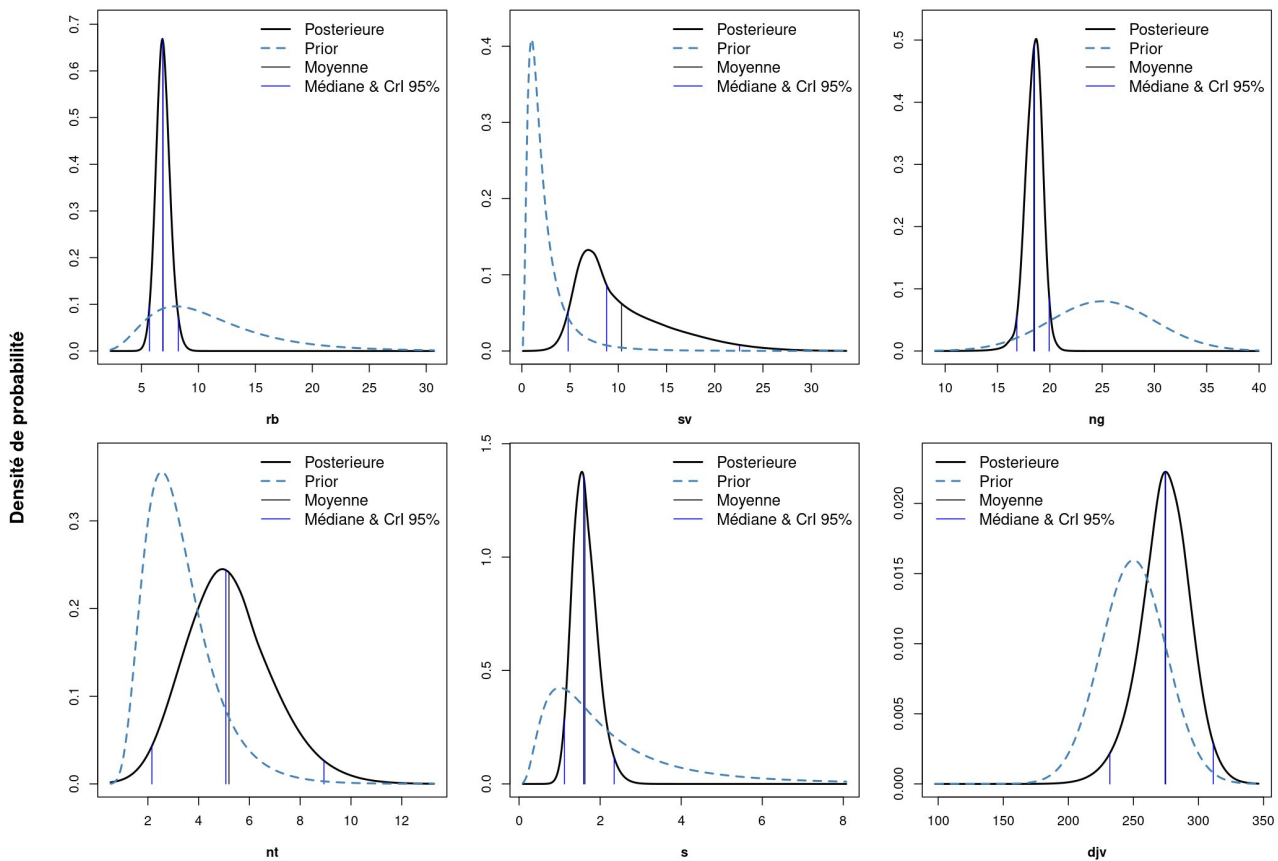 Densité de probabilité
0.0 0.1 0.2 0.3 0.4 0.5 0.6 0.7
Posterieure
Prior
Moyenne
Médiane & CrI 95%
5 10 15 20 25 30
rb
0.0 0.1 0.2 0.3 0.4
Posterieure
Prior
Moyenne
Médiane & CrI 95%
0 5 10 15 20 25 30
sv
0.0 0.1 0.2 0.3 0.4 0.5
Posterieure
Prior
Moyenne
Médiane & CrI 95%
10 15 20 25 30 35 40
ng
0.0 0.1 0.2 0.3
Posterieure
Prior
Moyenne
Médiane & CrI 95%
2 4 6 8 10 12
nt
0.0 0.5 1.0 1.5
Posterieure
Prior
Moyenne
Médiane & CrI 95%
0 2 4 6 8
s
0.000 0.005 0.010 0.015 0.020
Posterieure
Prior
Moyenne
Médiane & CrI 95%
100 150 200 250 300 350
djv